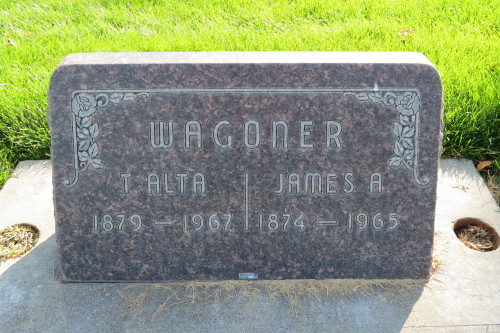 WAGONER
T. ALTA JAMES A.
1879 — 1967 1874 — 1965